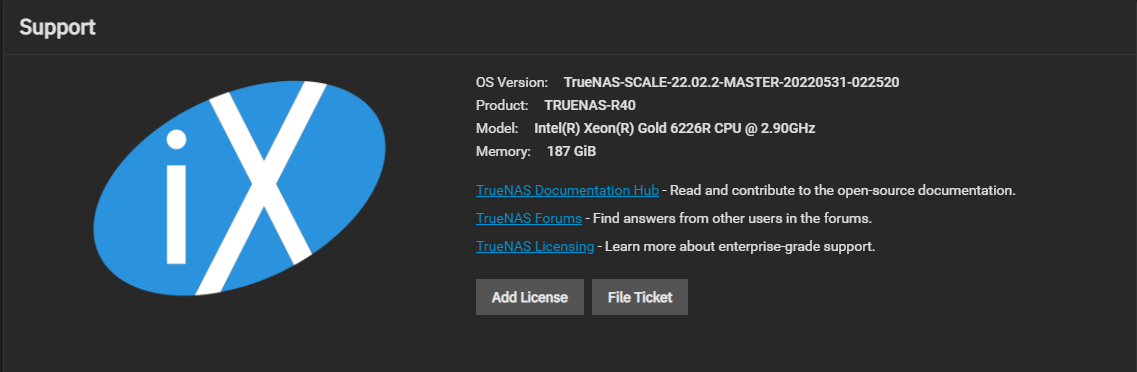 Support
iX
OS Version: TrueNAS-SCALE-22.02.2-MASTER-20220531-022520
Product: TRUENAS-R40
Model: Intel(R) Xeon(R) Gold 6226R CPU @ 2.90GHz
Memory: 187 GiB
TrueNAS Documentation Hub - Read and contribute to the open-source documentation.
TrueNAS Forums - Find answers from other users in the forums.
TrueNAS Licensing - Learn more about enterprise-grade support.
Add License File Ticket